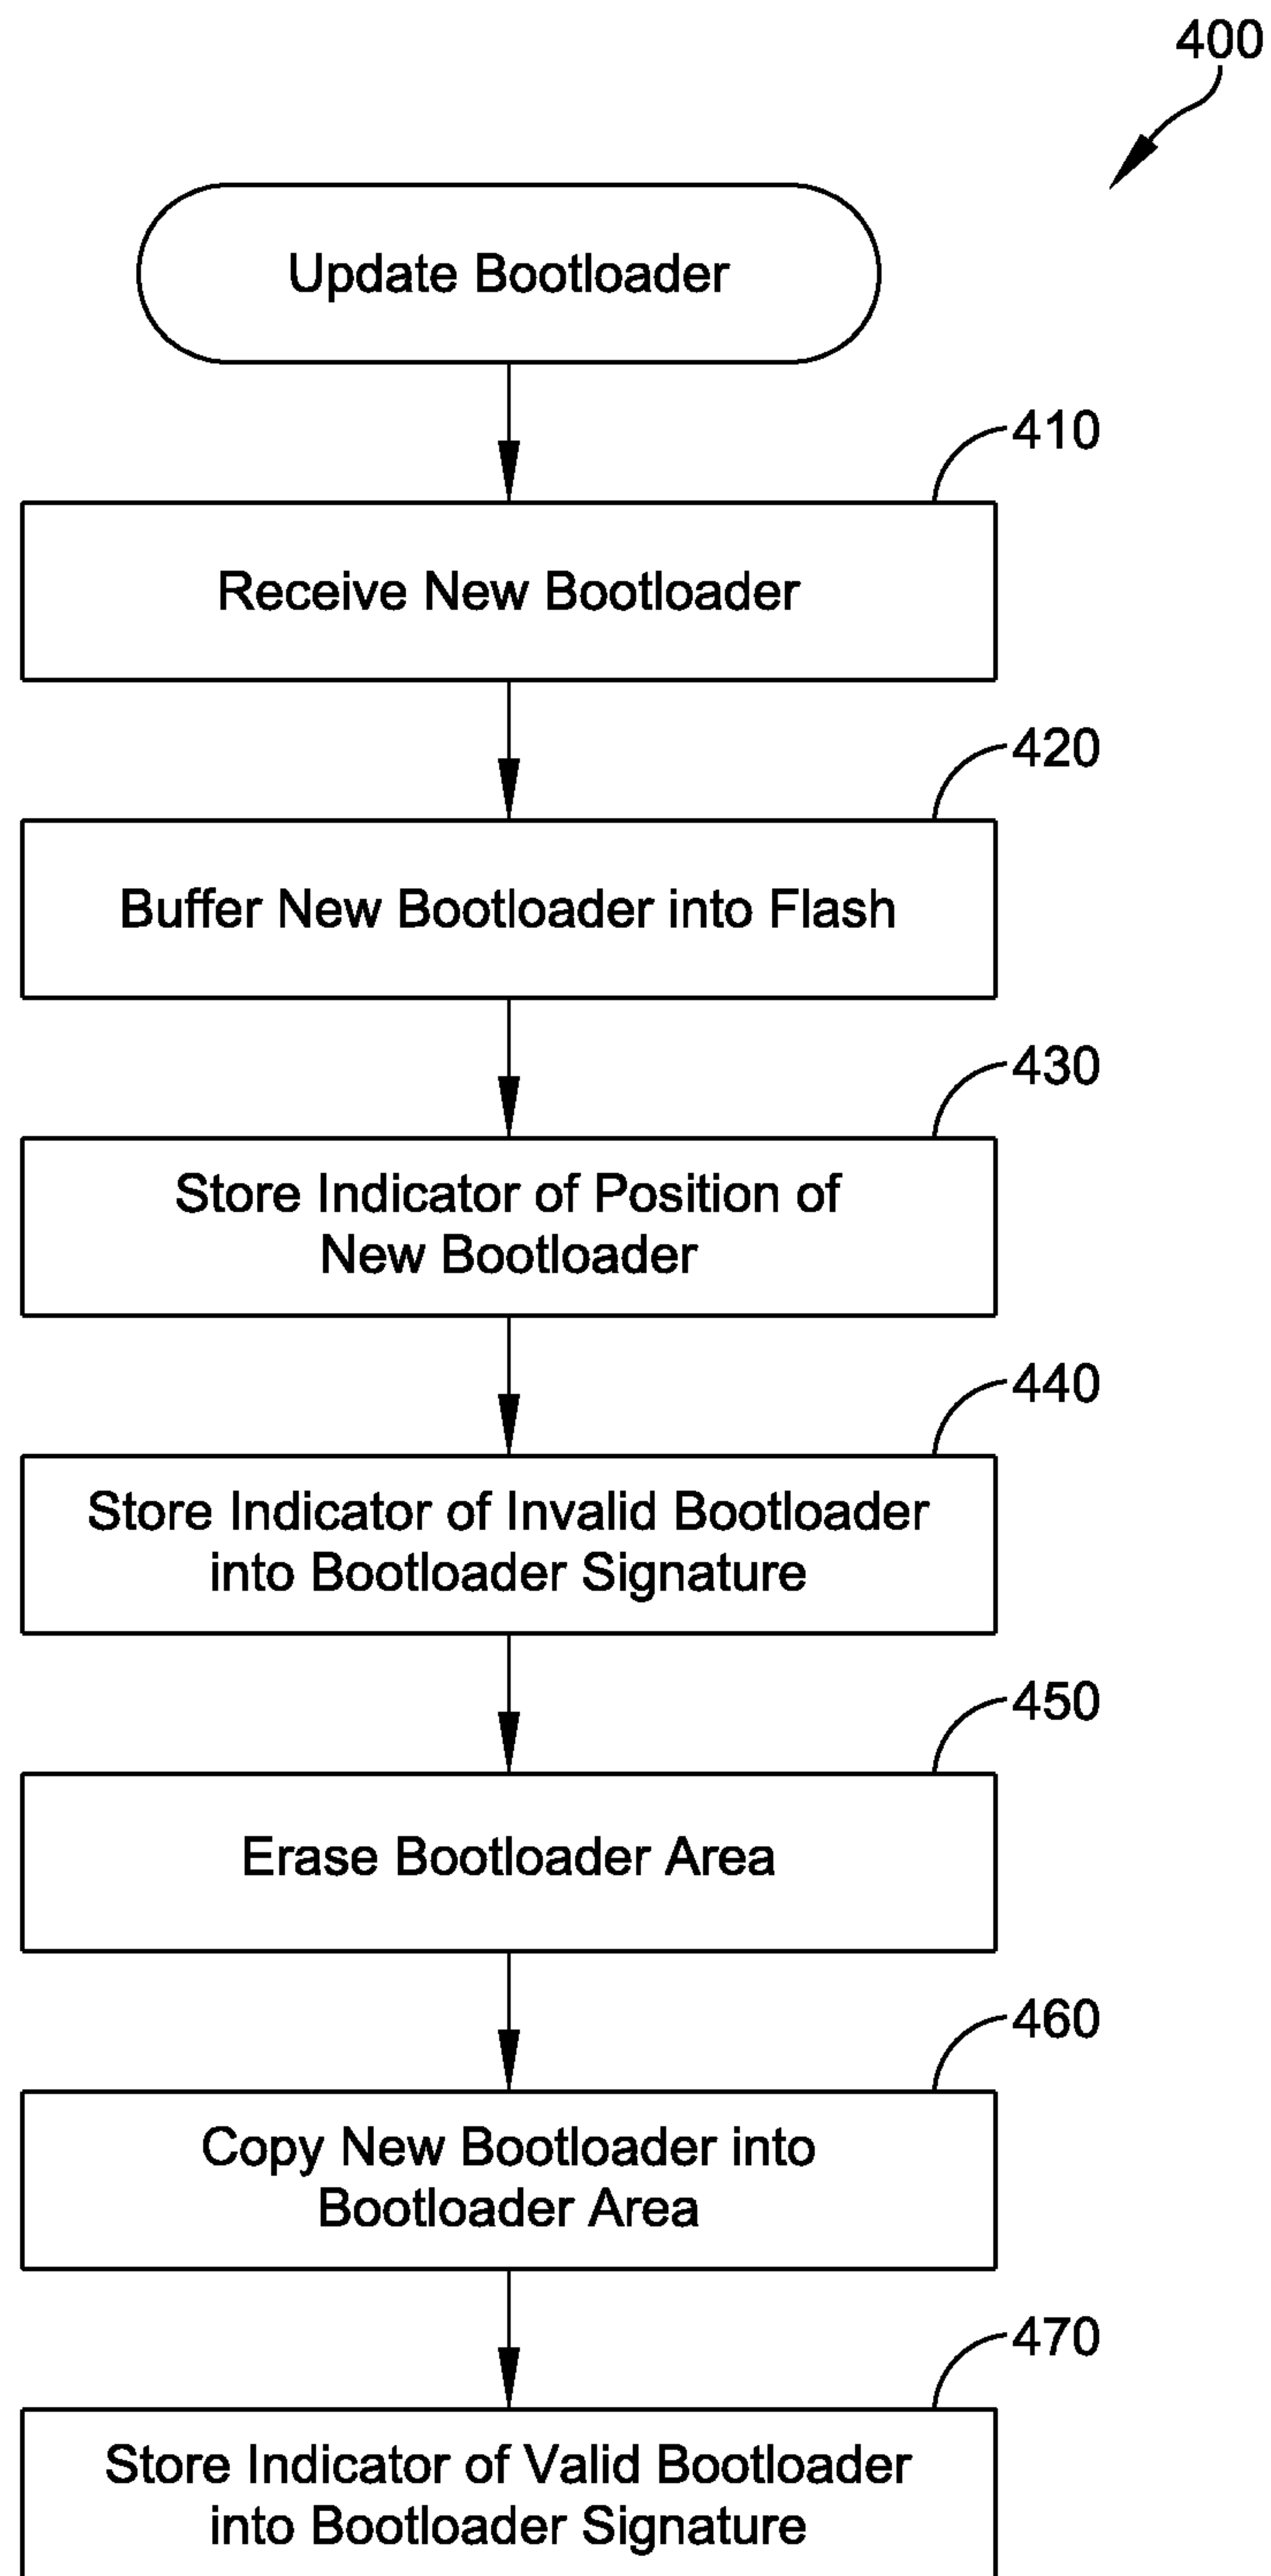 400
Update Bootloader
410
Receive New Bootloader
420
Buffer New Bootloader into Flash
430
Store Indicator of Position of
New Bootloader
440
Store Indicator of Invalid Bootloader
into Bootloader Signature
450
Erase Bootloader Area
460
Copy New Bootloader into
Bootloader Area
470
Store Indicator of Valid Bootloader
into Bootloader Signature